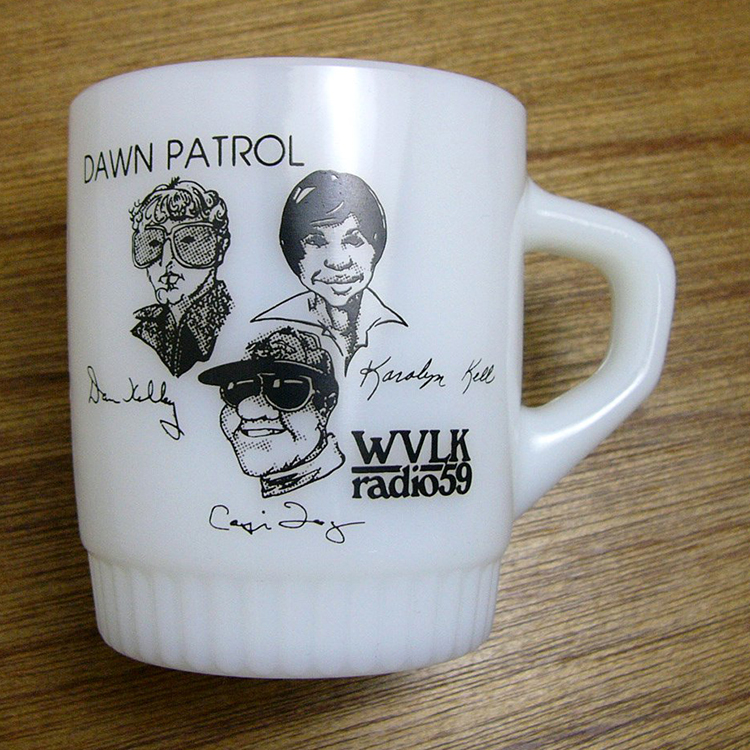 DAWN PATROL
Dan Kelley
Karolyn Kell
WVLK
radio59